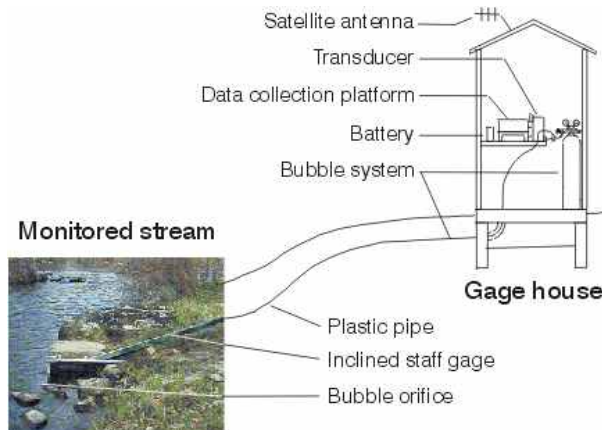 Satellite antenna
Transducer
Data collection platform
Battery
Bubble system
Monitored stream
Gage house
Plastic pipe
Inclined staff gage
Bubble orifice